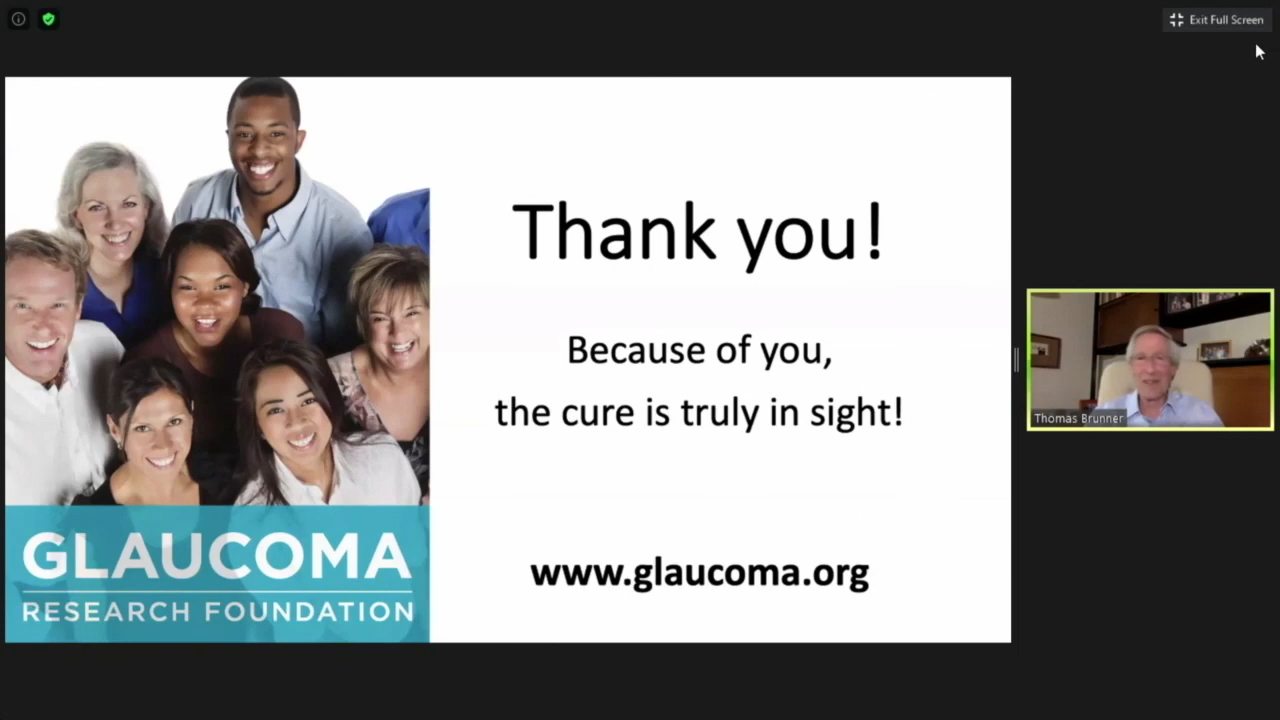 Exit Full Screen
Thank you!
Because of you,
the cure is truly in sight!
www.glaucoma.org
GLAUCOMA
RESEARCH FOUNDATION
Thomas Brunner